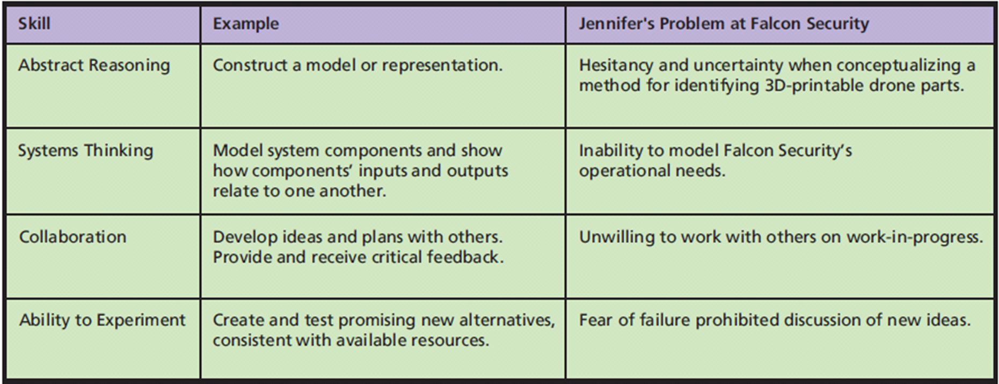 Skill
Example
Jennifer's Problem at Falcon Security
Abstract Reasoning
Construct a model or representation.
Hesitancy and uncertainty when conceptualizing a
method for identifying 3D-printable drone parts.
Systems Thinking
Model system components and show
how components’ inputs and outputs
relate to one another.
Inability to model Falcon Security’s
operational needs.
Collaboration
Develop ideas and plans with others.
Provide and receive critical feedback.
Unwilling to work with others on work-in-progress.
Ability to Experiment
Create and test promising new alternatives,
consistent with available resources.
Fear of failure prohibited discussion of new ideas.